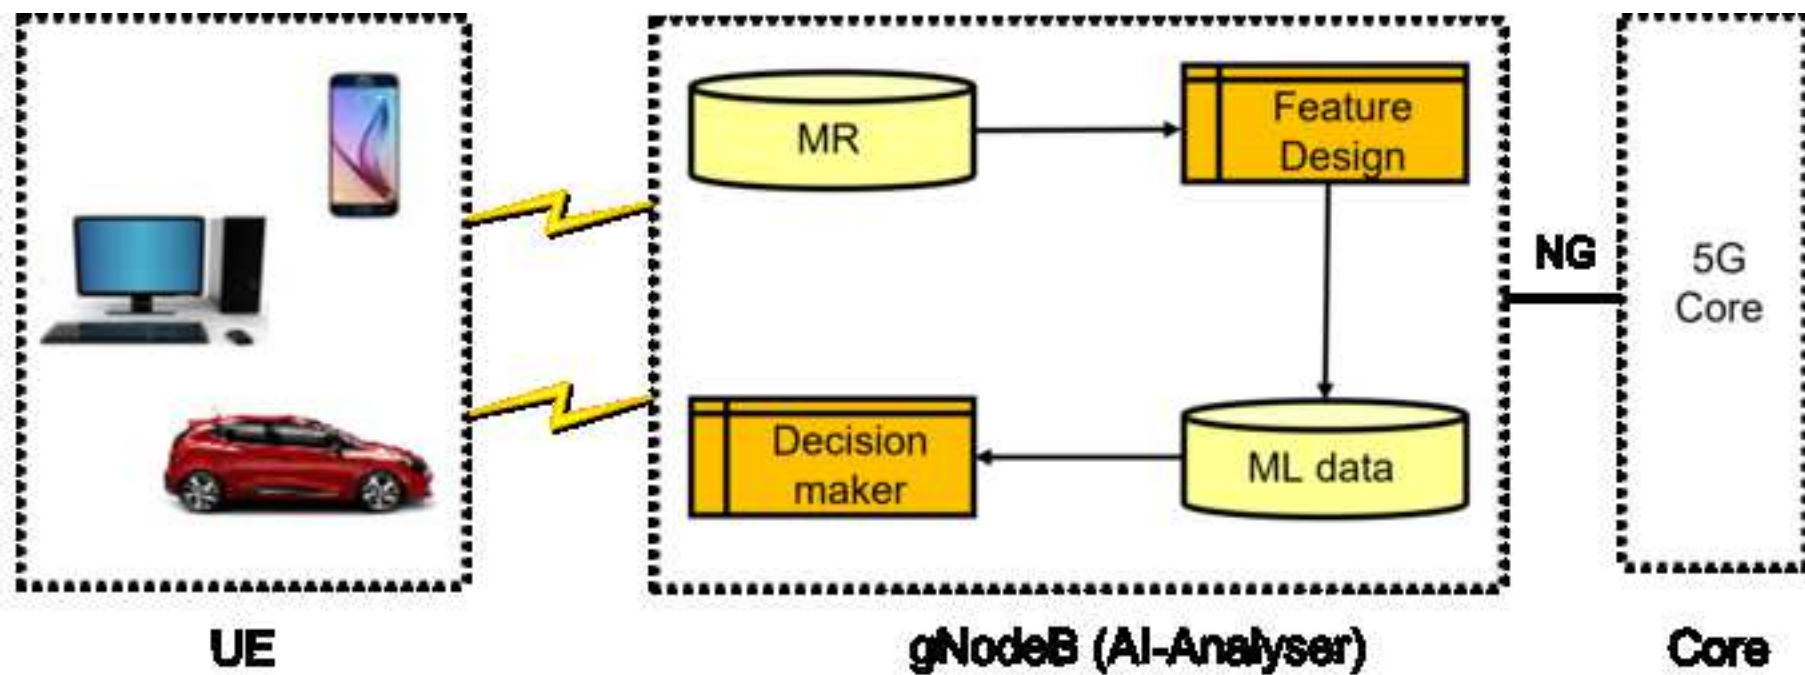 MR
Feature
Design
NG
5G
Core
Decision
maker
ML data
UE
gNodeB (AI-Analyser)
Core